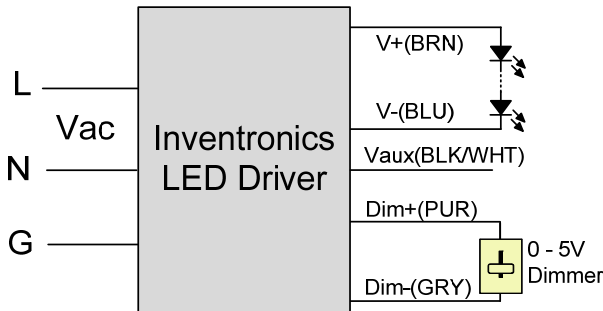 L
Vac
N
G
Inventronics
LED Driver
V+(BRN)
V-(BLU)
Vaux(BLK/WHT)
Dim+(PUR)
Dim-(GRY)
0 - 5V
Dimmer